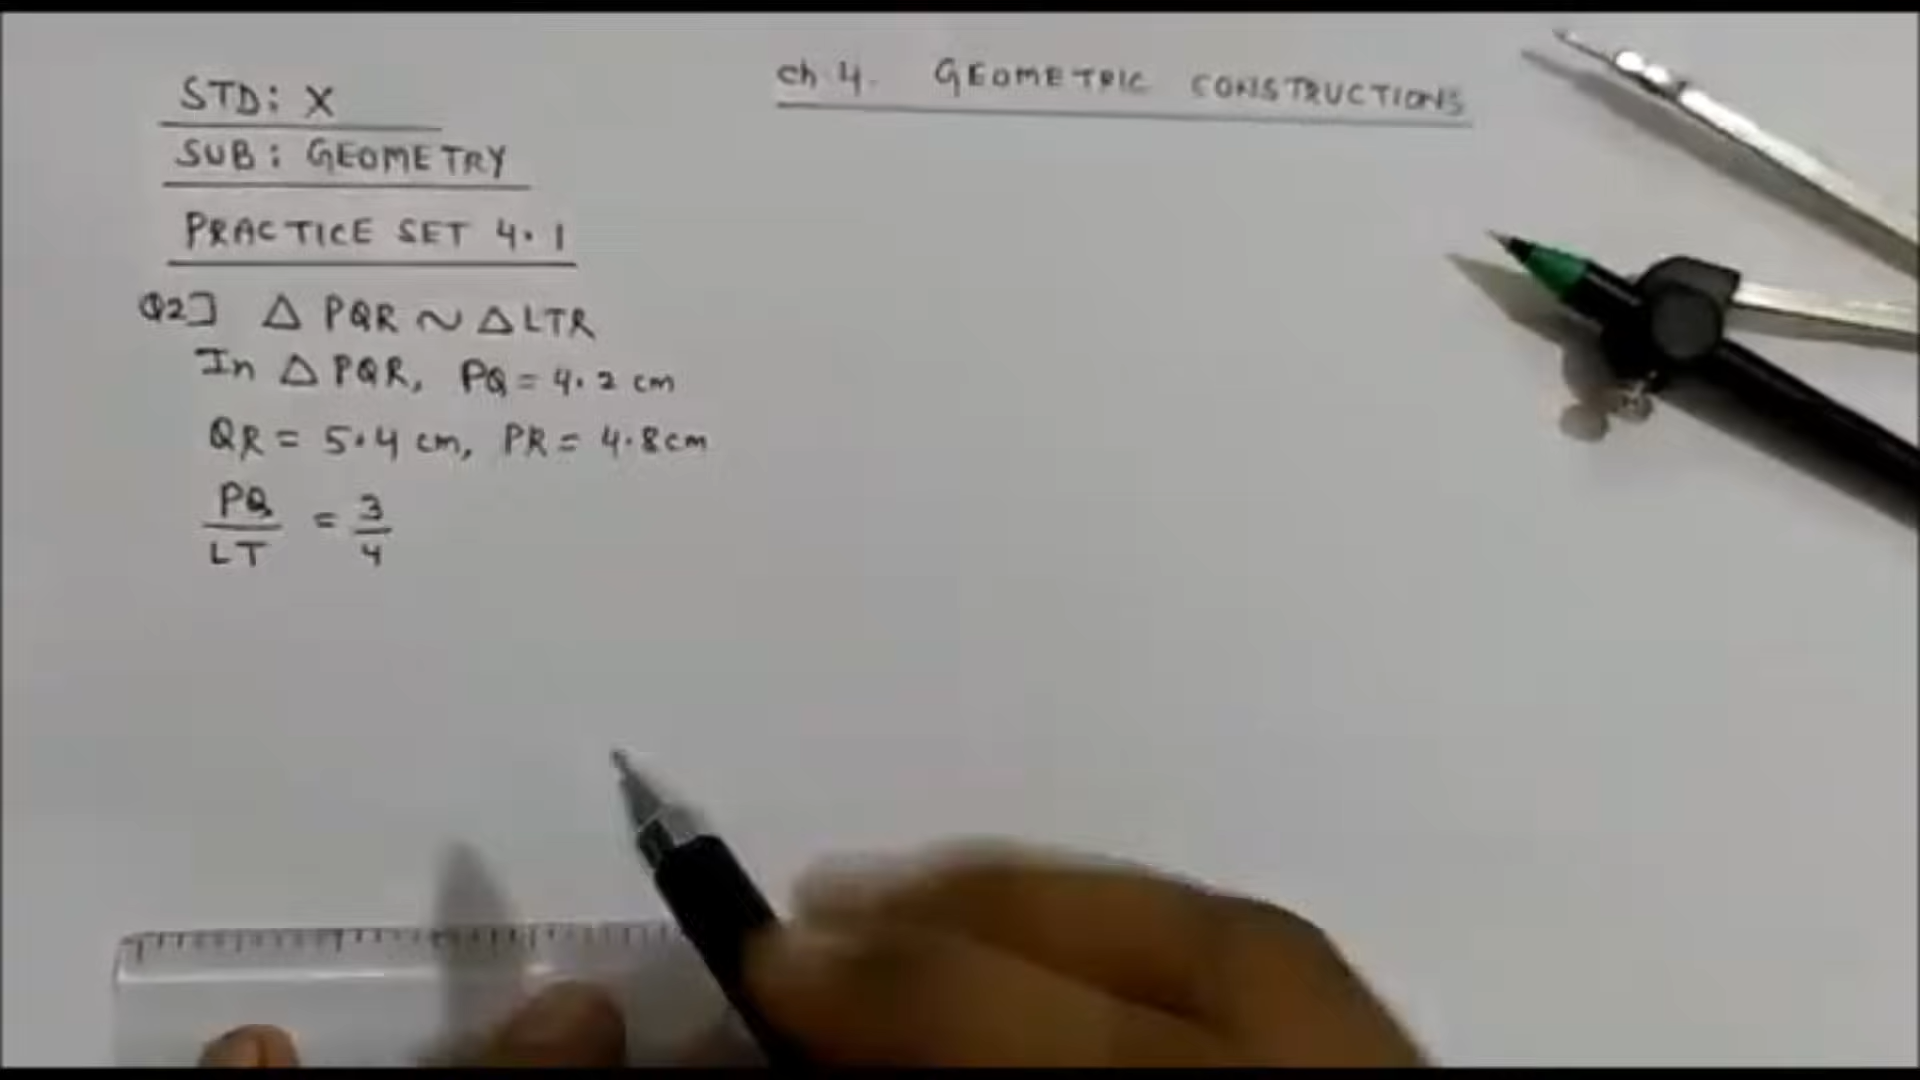 STD: X
ch 4. GEOMETRIC CONSTRUCTIONS
SUB: GEOMETRY
PRACTICE SET 4.1
Q2] △ PQR ~ △ LTR
In △ PQR, PQ = 4.2 cm
QR = 5.4 cm, PR = 4.8 cm
PQ/LT = 3/4